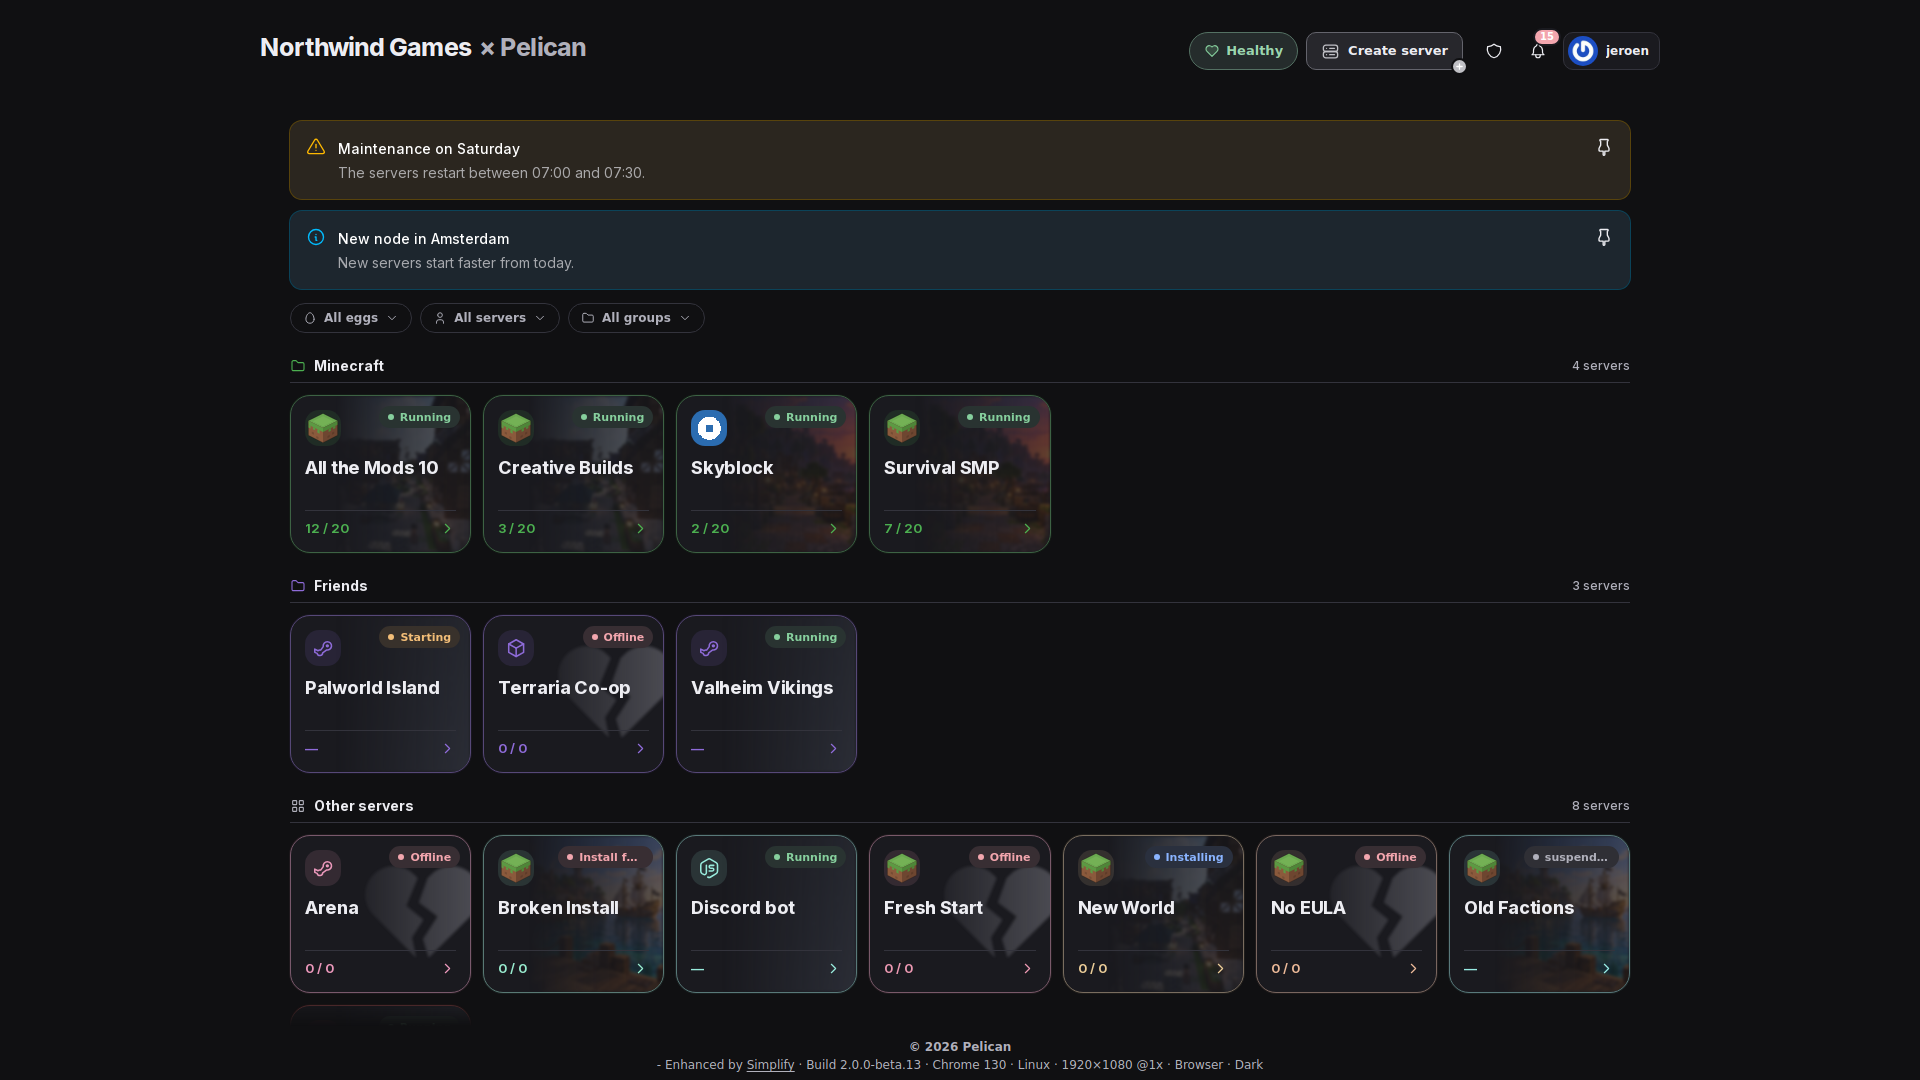 Northwind Games × Pelican
Healthy
Create server
15
jeroen
Maintenance on Saturday
The servers restart between 07:00 and 07:30.
New node in Amsterdam
New servers start faster from today.
All eggs
All servers
All groups
Minecraft
4 servers
Running
All the Mods 10
12 / 20
Running
Creative Builds
3 / 20
Running
Skyblock
2 / 20
Running
Survival SMP
7 / 20
Friends
3 servers
Starting
Palworld Island
—
Offline
Terraria Co-op
0 / 0
Running
Valheim Vikings
—
Other servers
8 servers
Offline
Arena
0 / 0
Install f...
Broken Install
0 / 0
Running
JS
Discord bot
—
Offline
Fresh Start
0 / 0
Installing
New World
0 / 0
Offline
No EULA
0 / 0
suspend...
Old Factions
—
© 2026 Pelican
- Enhanced by Simplify · Build 2.0.0-beta.13 · Chrome 130 · Linux · 1920×1080 @1x · Browser · Dark